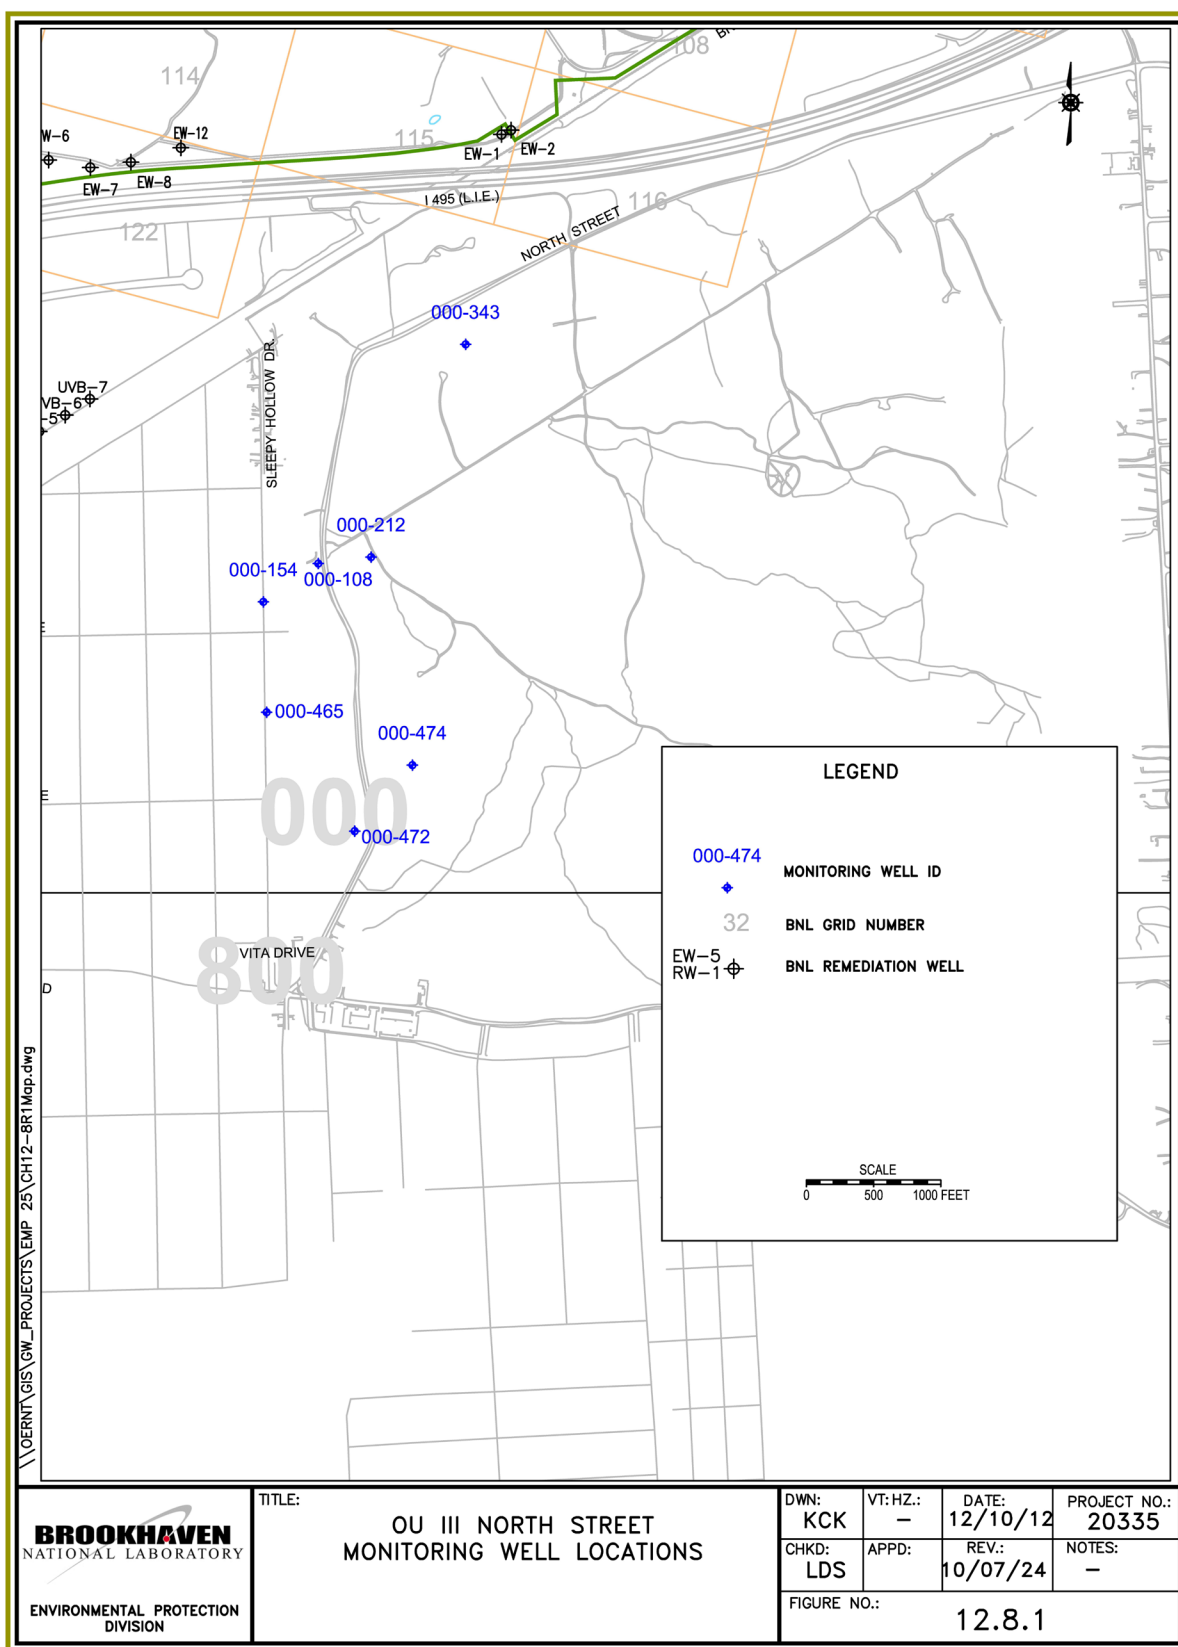 108
BR
114
W-6
EW-12
115
EW-1
EW-2
EW-7
EW-8
I 495 (L.I.E.)
116
NORTH STREET
122
000-343
SLEEPY HOLLOW DR.
UVB-7
VB-6
-5
000-212
000-154
000-108
E
000-465
000-474
000
E
000-472
LEGEND
000-474
MONITORING WELL ID
32
BNL GRID NUMBER
EW-5
RW-1
BNL REMEDIATION WELL
800
VITA DRIVE
D
SCALE
0 500 1000 FEET
\\OERNT\GIS\GW_PROJECTS\EMP 25\CH12-8R1Map.dwg
BROOKHAVEN
NATIONAL LABORATORY
ENVIRONMENTAL PROTECTION
DIVISION
TITLE:
OU III NORTH STREET
MONITORING WELL LOCATIONS
DWN:
KCK
VT:HZ.:
-
DATE:
12/10/12
PROJECT NO.:
20335
CHKD:
LDS
APPD:
REV.:
10/07/24
NOTES:
-
FIGURE NO.:
12.8.1